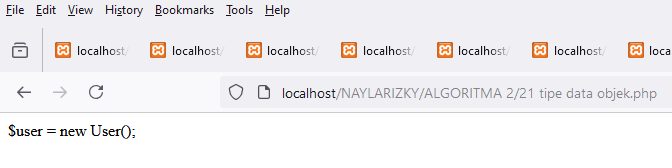 File Edit View History Bookmarks Tools Help
localhost/ localhost/ localhost/ localhost/ localhost/ localhost/ loca
localhost/NAYLARIZKY/ALGORITMA 2/21 tipe data objek.php
$user = new User();